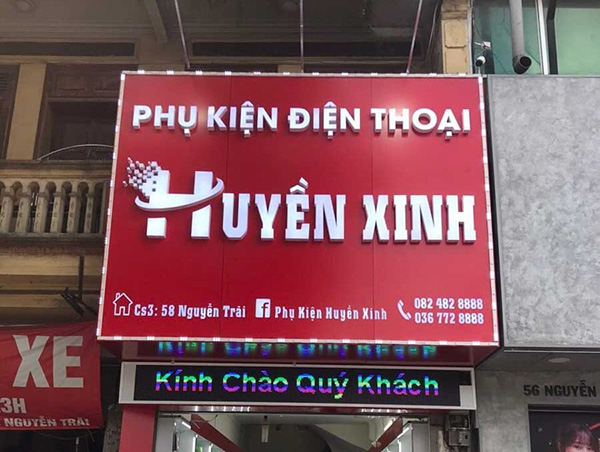 PHỤ KIỆN ĐIỆN THOẠI
HUYỀN XINH
Cs3: 58 Nguyễn Trãi
Phụ Kiện Huyền Xinh
082 482 8888
036 772 8888
Kính Chào Quý Khách
XE
3H
NGUYỄN TRÃI
56 NGUYỄN